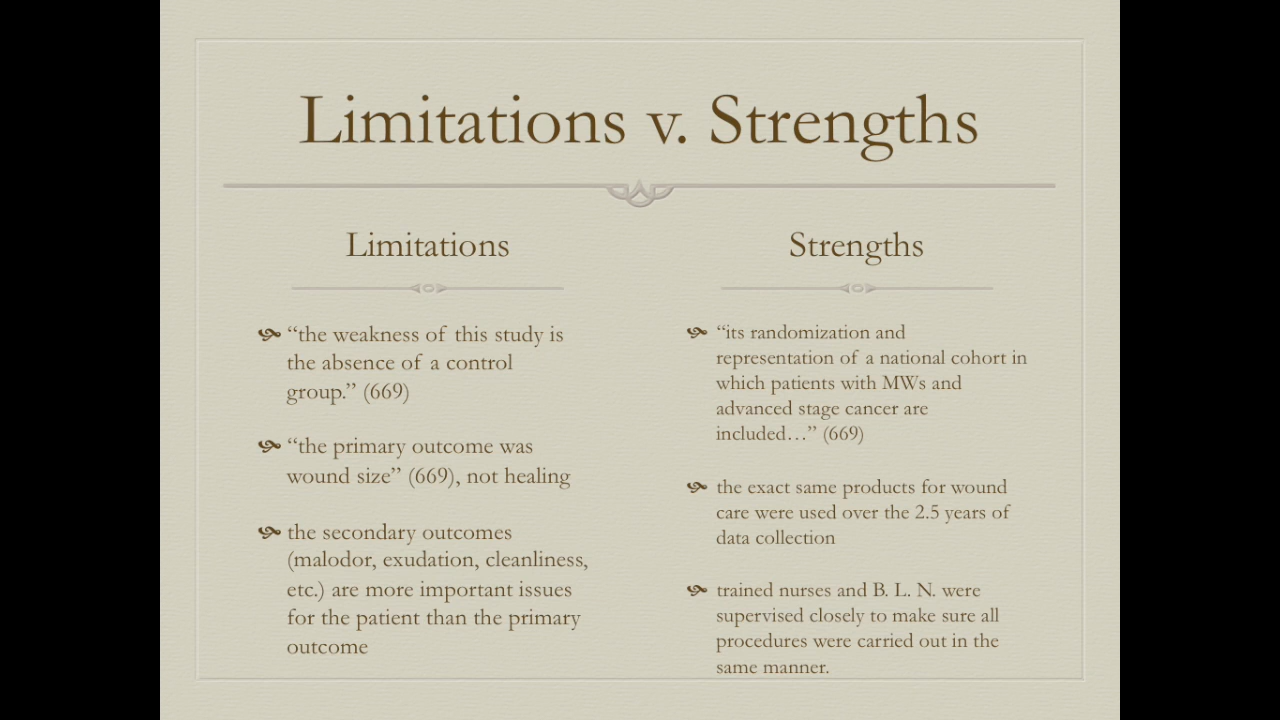 Limitations v. Strengths
Limitations
“the weakness of this study is
the absence of a control
group.” (669)
“the primary outcome was
wound size” (669), not healing
the secondary outcomes
(malodor, exudation, cleanliness,
etc.) are more important issues
for the patient than the primary
outcome
Strengths
“its randomization and
representation of a national cohort in
which patients with MWs and
advanced stage cancer are
included…” (669)
the exact same products for wound
care were used over the 2.5 years of
data collection
trained nurses and B. L. N. were
supervised closely to make sure all
procedures were carried out in the
same manner.